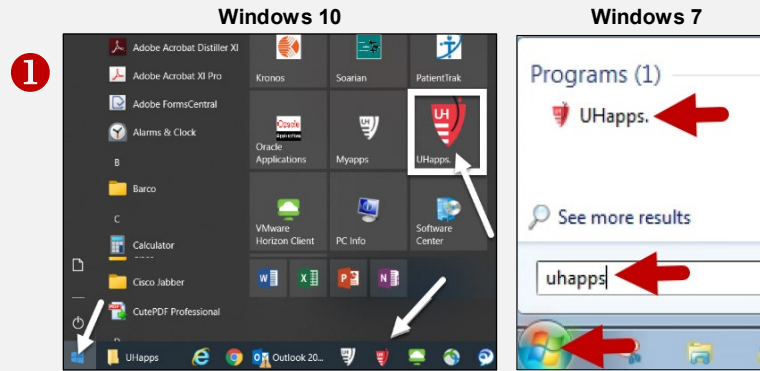 Windows 10
Windows 7
1
Adobe Acrobat Distiller XI
Adobe Acrobat XI Pro
Adobe FormsCentral
Alarms & Clock
B
Barco
C
Calculator
Cisco Jabber
CutePDF Professional
Kronos
Soarian
PatientTrak
Oracle
Applications
Myapps
UH
UHapps.
VMware
Horizon Client
PC Info
Software
Center
UHapps
Outlook 20...
Programs (1)
UHapps.
See more results
uhapps